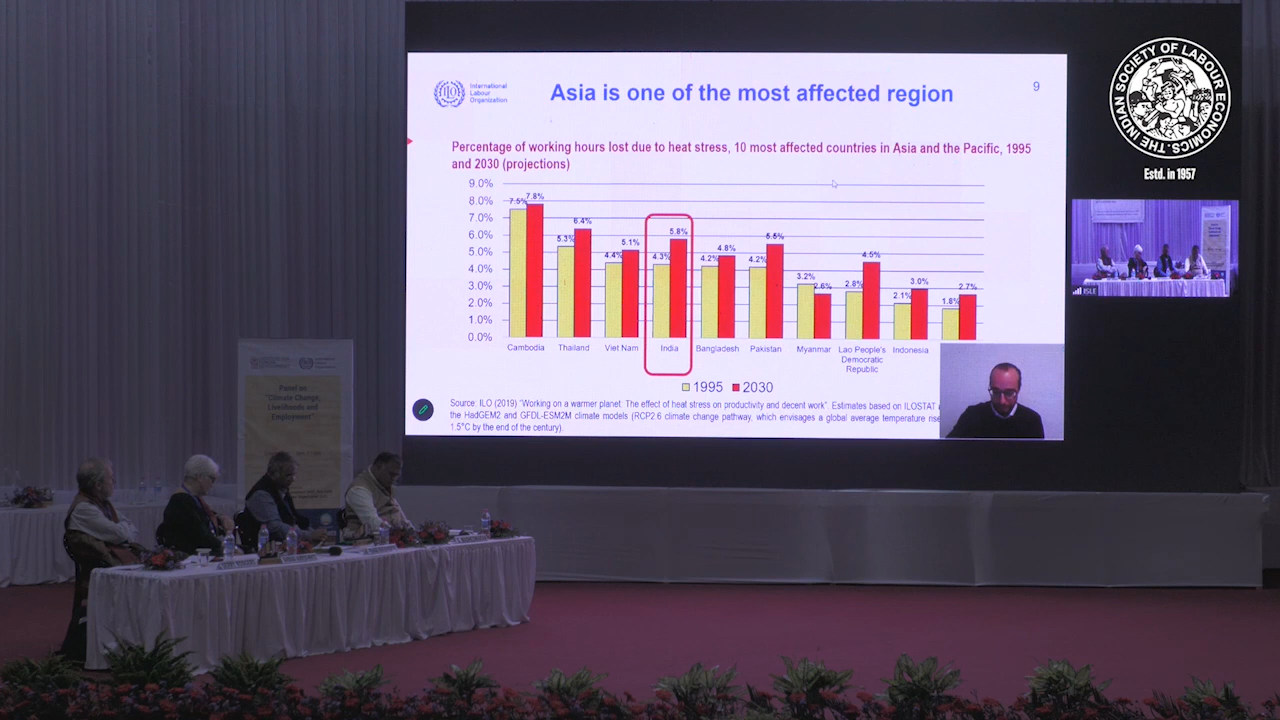 International
Labour
Organization
Asia is one of the most affected region
9
Percentage of working hours lost due to heat stress, 10 most affected countries in Asia and the Pacific, 1995
and 2030 (projections)
9.0%
8.0%
7.0%
6.0%
5.0%
4.0%
3.0%
2.0%
1.0%
0.0%
7.5% 7.8%
5.3% 6.4%
4.4% 5.1%
4.3% 5.8%
4.2% 4.8%
4.2% 5.5%
3.2% 2.6%
2.8% 4.5%
2.1% 3.0%
1.8% 2.7%
Cambodia Thailand Viet Nam India Bangladesh Pakistan Myanmar Lao People's Indonesia
Democratic
Republic
1995 2030
Source: ILO (2019) "Working on a warmer planet: The effect of heat stress on productivity and decent work". Estimates based on ILOSTAT
the HadGEM2 and GFDL-ESM2M climate models (RCP2.6 climate change pathway, which envisages a global average temperature rise
1.5°C by the end of the century).
THE INDIAN SOCIETY OF LABOUR ECONOMICS
Estd. in 1957
ISLE
Panel on
"Climate Change,
Livelihoods and
Employment"